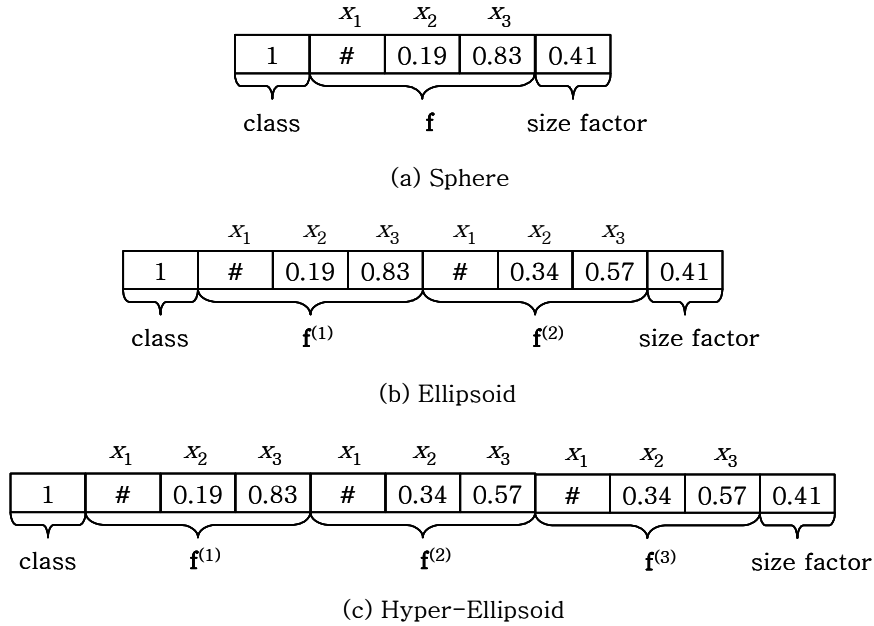 x₁ x₂ x₃
1 # 0.19 0.83 0.41
class f size factor
(a) Sphere
x₁ x₂ x₃ x₁ x₂ x₃
1 # 0.19 0.83 # 0.34 0.57 0.41
class f⁽¹⁾ f⁽²⁾ size factor
(b) Ellipsoid
x₁ x₂ x₃ x₁ x₂ x₃ x₁ x₂ x₃
1 # 0.19 0.83 # 0.34 0.57 # 0.34 0.57 0.41
class f⁽¹⁾ f⁽²⁾ f⁽³⁾ size factor
(c) Hyper-Ellipsoid